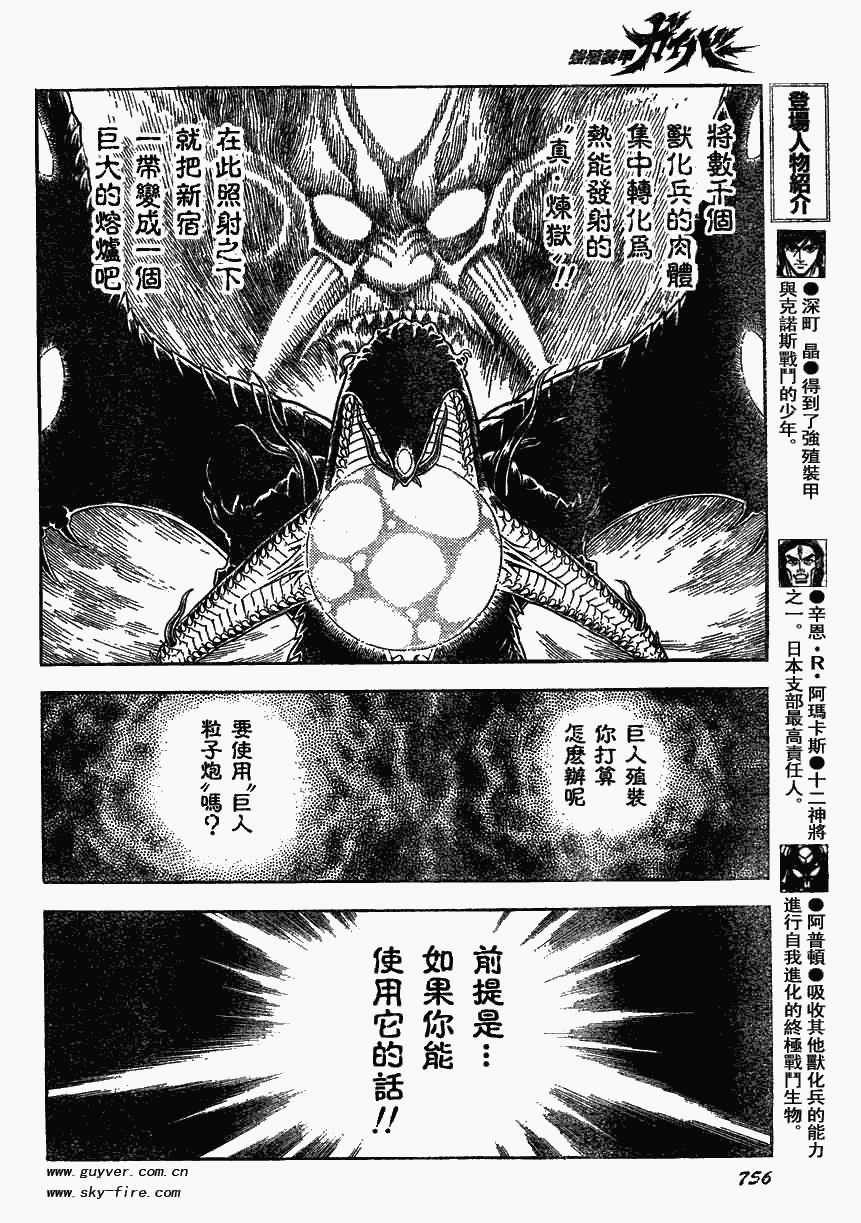 強殖裝甲
ガイバー
將數千個
獸化兵的肉體
集中轉化爲
熱能發射的
〝真·煉獄〞!!
在此照射之下
就把新宿
一帶變成一個
巨大的熔爐吧
巨人殖裝
你打算
怎麽辦呢
要使用〝巨人
粒子炮〞嗎?
前提是…
如果你能
使用它的話!!
登場人物紹介
●深町 晶●得到了強殖裝甲
與克諾斯戰鬥的少年。
●辛恩·R·阿瑪卡斯●十二神將
之一。日本支部最高責任人。
●阿普頓●吸收其他獸化兵的能力
進行自我進化的終極戰鬥生物。
www.guyver.com.cn
www.sky-fire.com
756